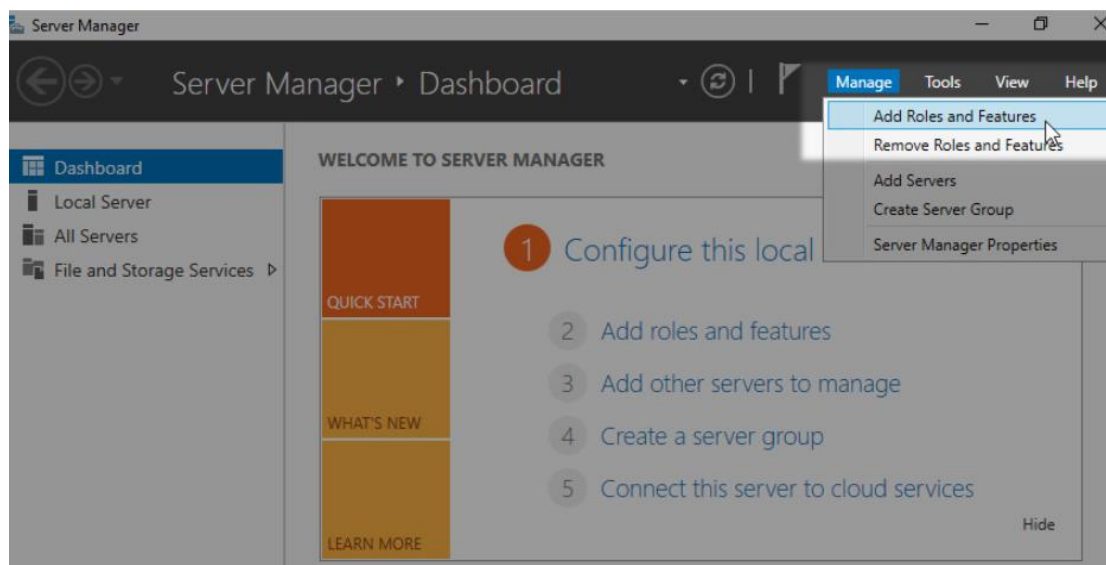 Server Manager
Server Manager ‣ Dashboard
Manage Tools View Help
Add Roles and Features
Remove Roles and Features
Add Servers
Create Server Group
Server Manager Properties
Dashboard
Local Server
All Servers
File and Storage Services
WELCOME TO SERVER MANAGER
QUICK START
WHAT'S NEW
LEARN MORE
1 Configure this local
2 Add roles and features
3 Add other servers to manage
4 Create a server group
5 Connect this server to cloud services
Hide